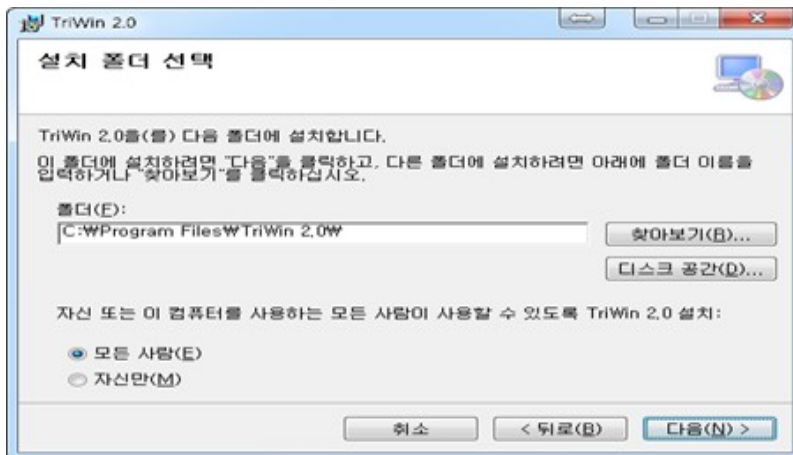 TriWin 2.0
설치 폴더 선택
TriWin 2.0을(를) 다음 폴더에 설치합니다.
이 폴더에 설치하려면 "다음"을 클릭하고, 다른 폴더에 설치하려면 아래에 폴더 이름을
입력하거나 "찾아보기"를 클릭하십시오.
폴더(F):
C:₩Program Files₩TriWin 2.0₩
찾아보기(R)...
디스크 공간(D)...
자신 또는 이 컴퓨터를 사용하는 모든 사람이 사용할 수 있도록 TriWin 2.0 설치:
모든 사람(E)
자신만(M)
취소 < 뒤로(B) 다음(N) >